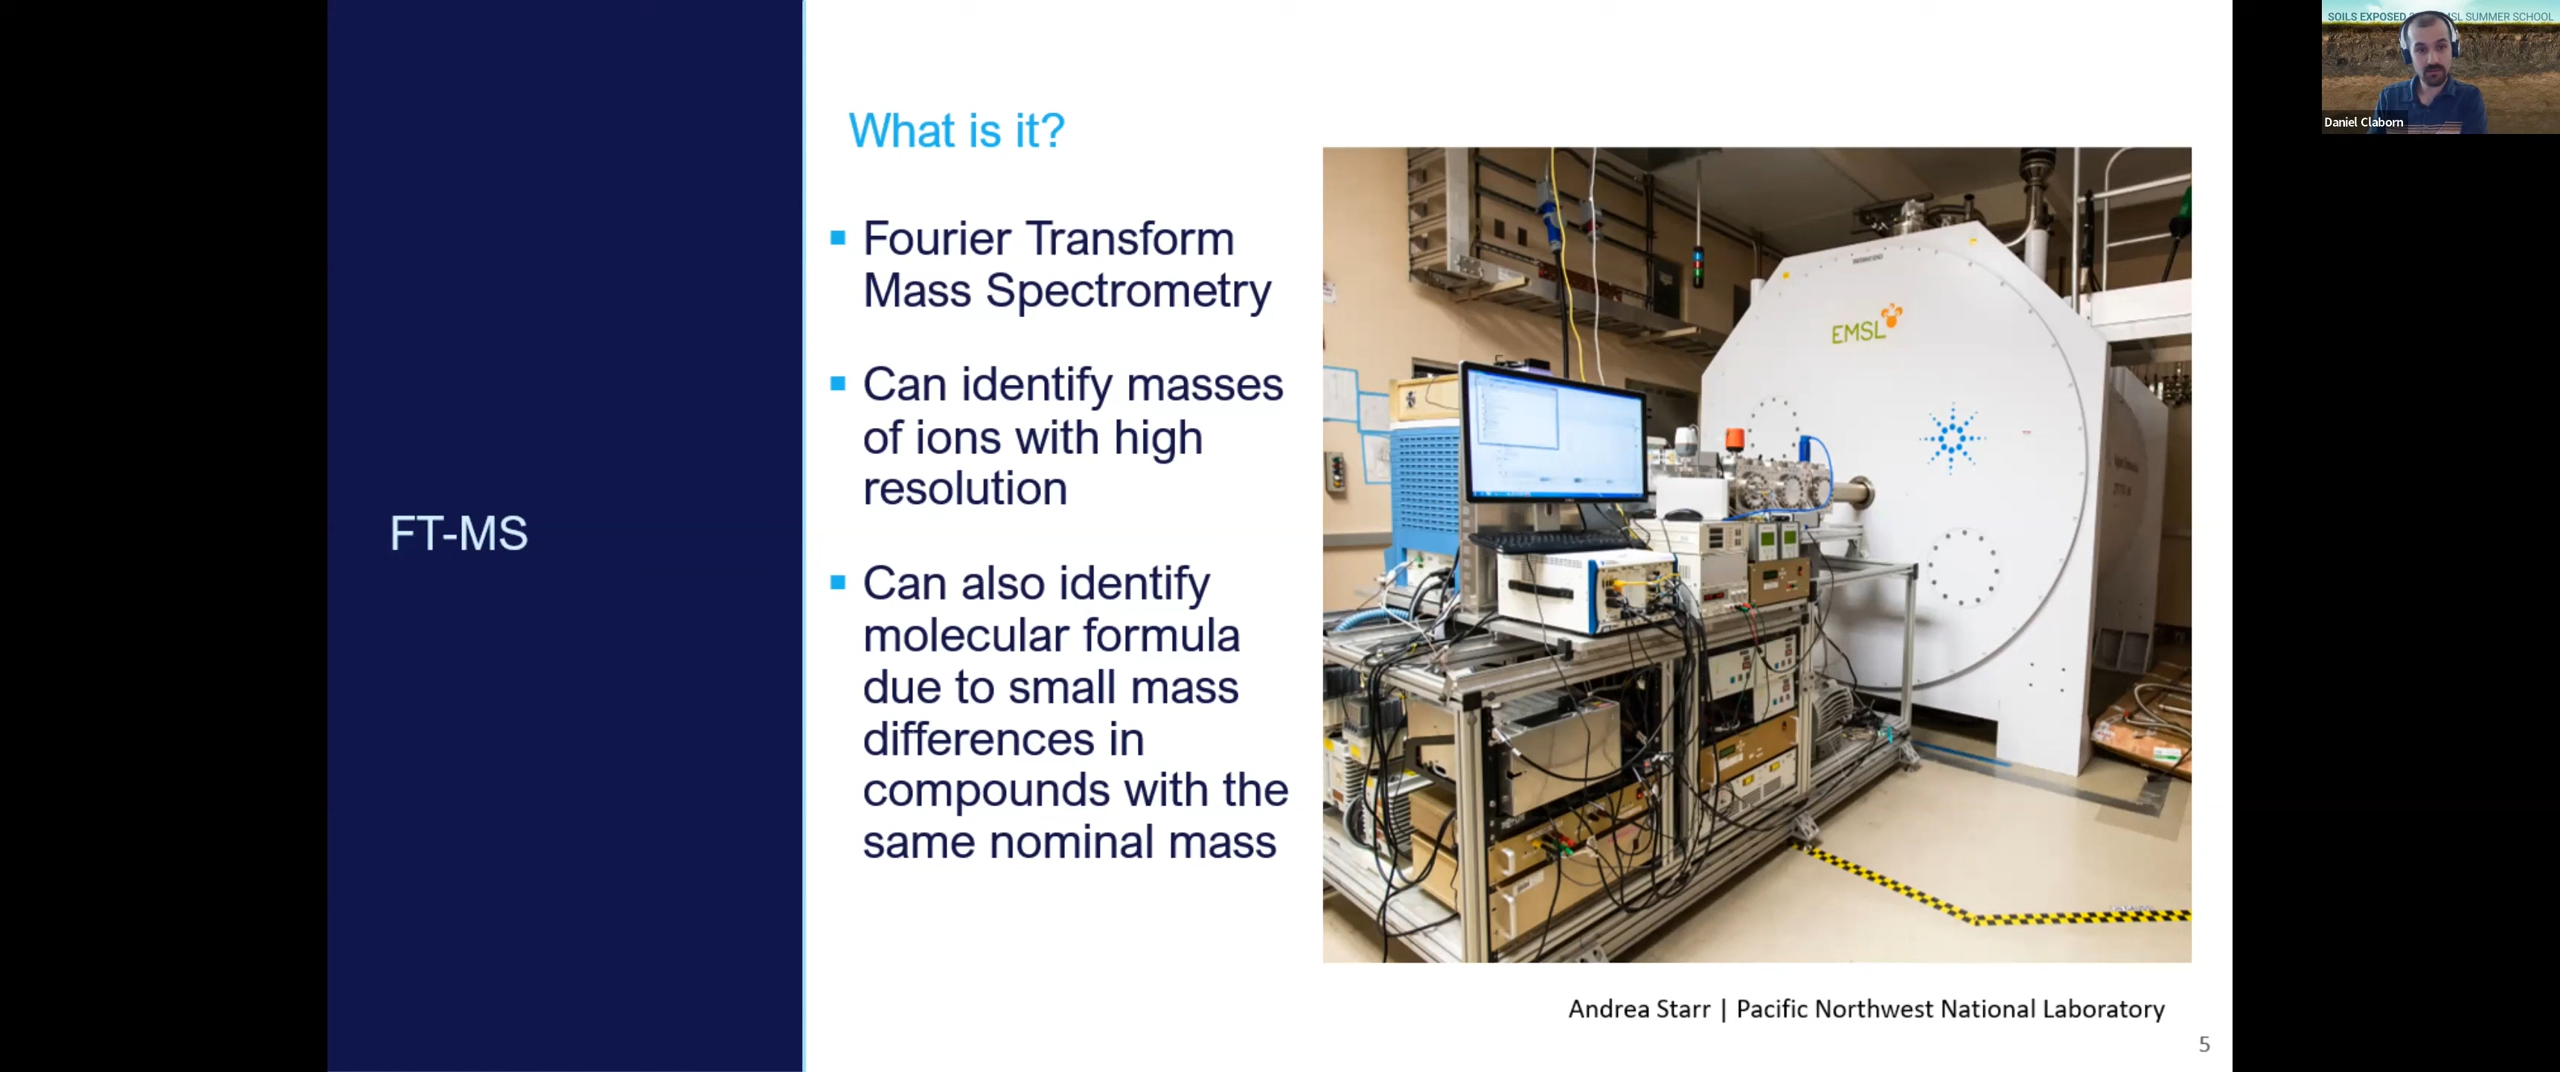 FT-MS
What is it?
Fourier Transform
Mass Spectrometry
Can identify masses
of ions with high
resolution
Can also identify
molecular formula
due to small mass
differences in
compounds with the
same nominal mass
EMSL
Andrea Starr | Pacific Northwest National Laboratory
5
SOILS EXPOSED
SL SUMMER SCHOOL
Daniel Claborn